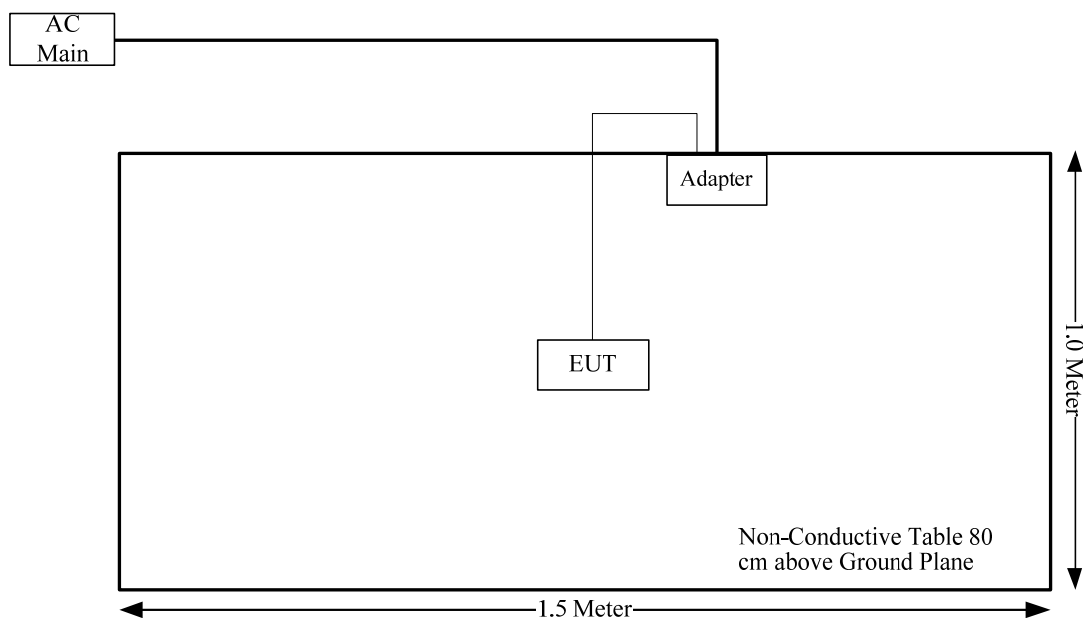 AC
Main
Adapter
EUT
1.0 Meter
Non-Conductive Table 80
cm above Ground Plane
1.5 Meter